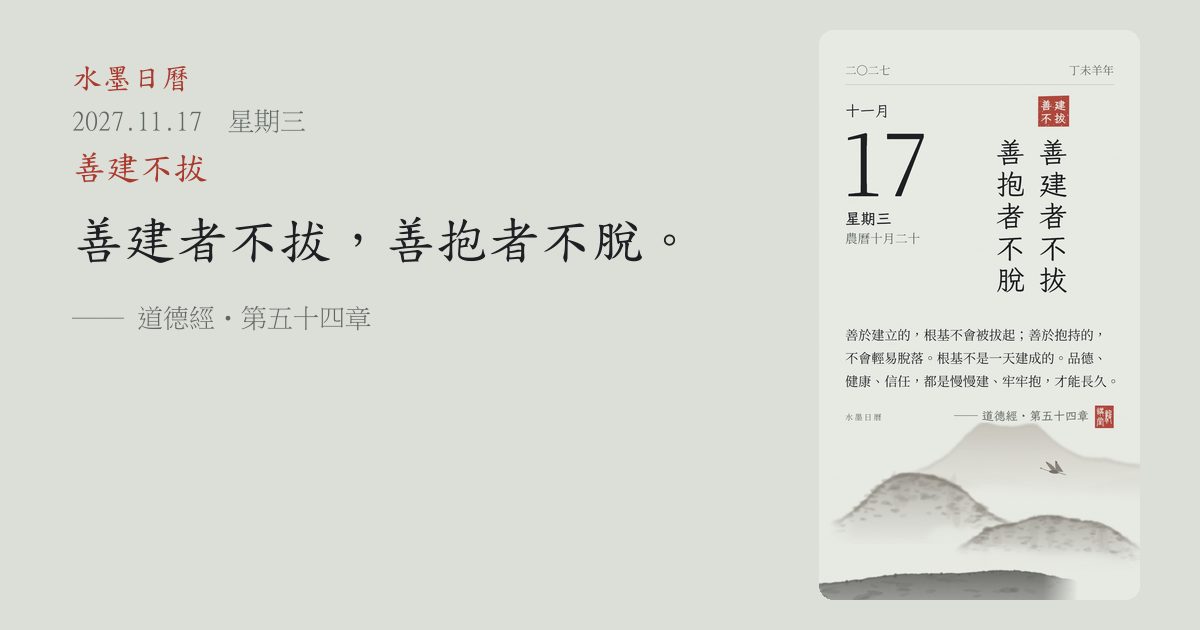 水墨日曆
2027.11.17 星期三
善建不拔
善建者不拔，善抱者不脫。
—— 道德經・第五十四章
二〇二七
丁未羊年
十一月
17
星期三
農曆十月二十
善建不拔
善建者不拔
善抱者不脫
善於建立的，根基不會被拔起；善於抱持的，
不會輕易脫落。根基不是一天建成的。品德、
健康、信任，都是慢慢建、牢牢抱，才能長久。
水墨日曆
—— 道德經・第五十四章